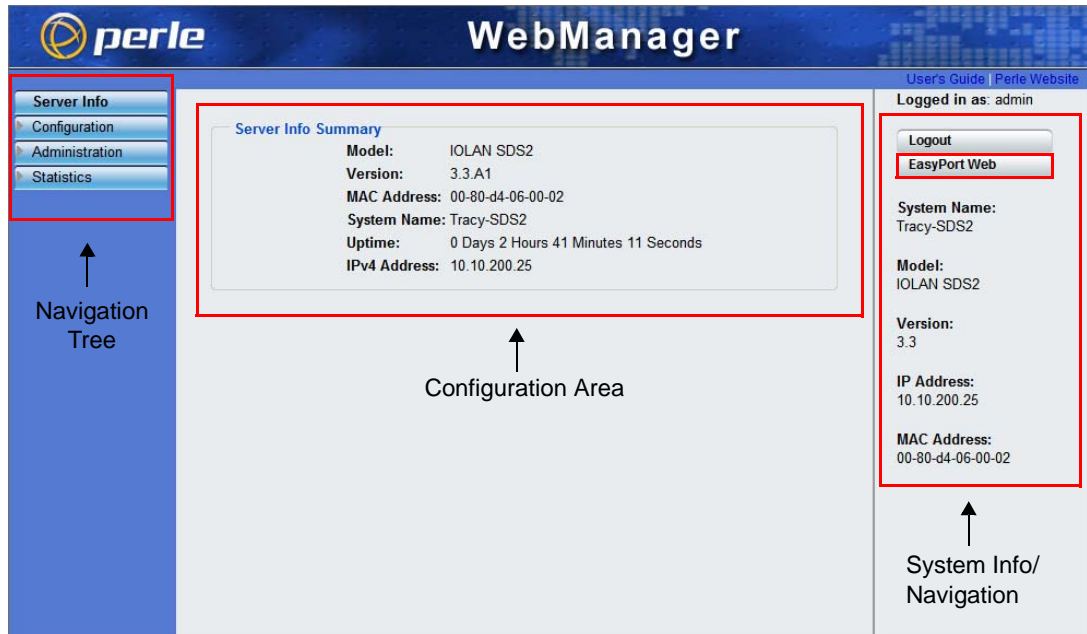 perle
WebManager
User's Guide | Perle Website
Server Info
Configuration
Administration
Statistics
Navigation
Tree
Server Info Summary
Model: IOLAN SDS2
Version: 3.3.A1
MAC Address: 00-80-d4-06-00-02
System Name: Tracy-SDS2
Uptime: 0 Days 2 Hours 41 Minutes 11 Seconds
IPv4 Address: 10.10.200.25
Configuration Area
Logged in as: admin
Logout
EasyPort Web
System Name:
Tracy-SDS2
Model:
IOLAN SDS2
Version:
3.3
IP Address:
10.10.200.25
MAC Address:
00-80-d4-06-00-02
System Info/
Navigation